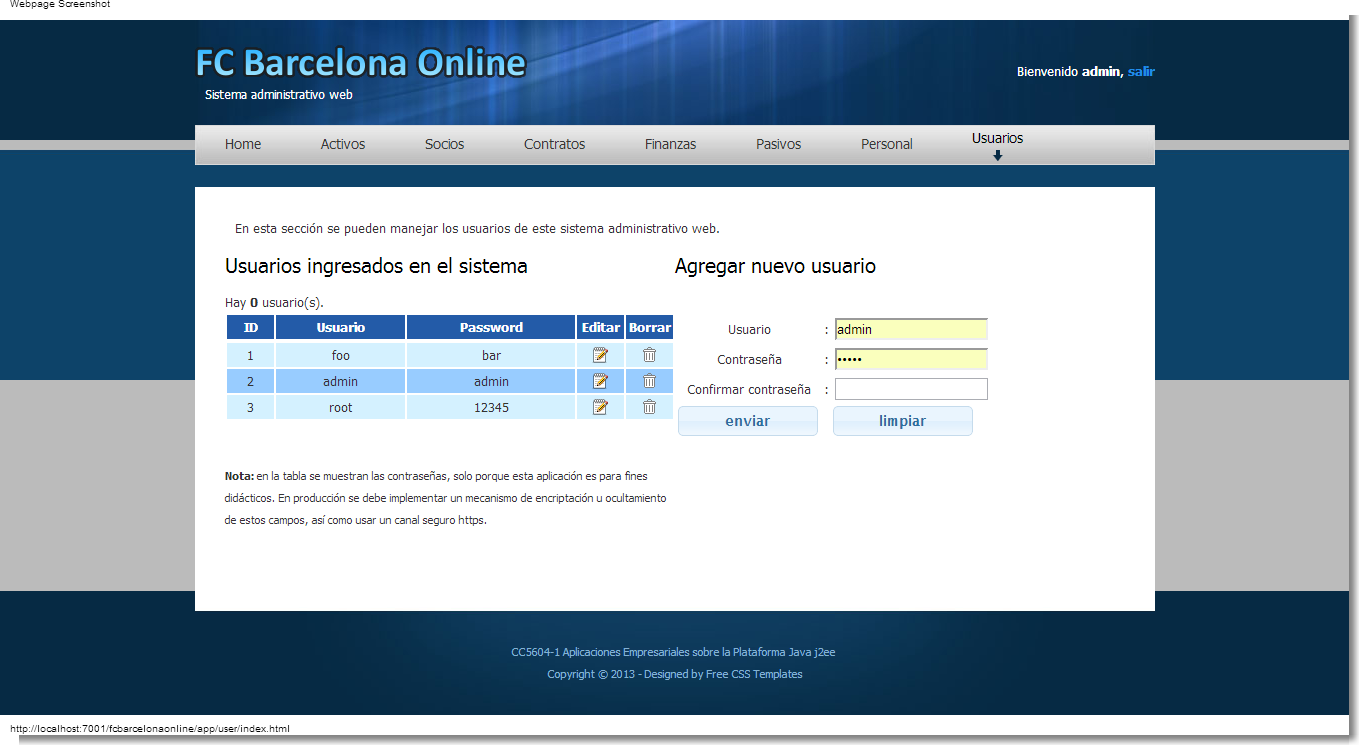 Webpage Screenshot
FC Barcelona Online
Sistema administrativo web
Bienvenido admin, salir
Home Activos Socios Contratos Finanzas Pasivos Personal Usuarios
En esta sección se pueden manejar los usuarios de este sistema administrativo web.
Usuarios ingresados en el sistema
Hay 0 usuario(s).
ID Usuario Password Editar Borrar
1 foo bar
2 admin admin
3 root 12345
Nota: en la tabla se muestran las contraseñas, solo porque esta aplicación es para fines
didácticos. En producción se debe implementar un mecanismo de encriptación u ocultamiento
de estos campos, así como usar un canal seguro https.
Agregar nuevo usuario
Usuario : admin
Contraseña : •••••
Confirmar contraseña :
enviar limpiar
CC5604-1 Aplicaciones Empresariales sobre la Plataforma Java j2ee
Copyright © 2013 - Designed by Free CSS Templates
http://localhost:7001/fcbarcelonaonline/app/user/index.html